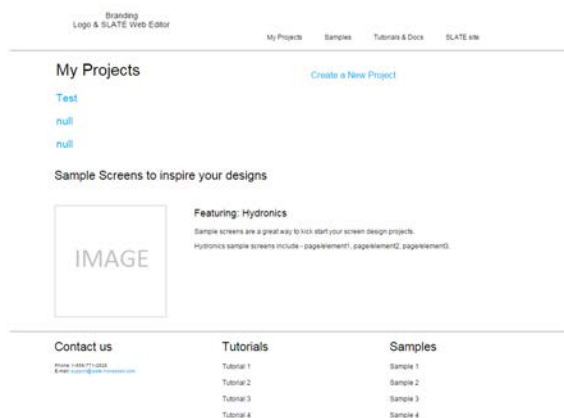 Branding
Logo & SLATE Web Editor
My Projects Samples Tutorials & Docs SLATE site
My Projects
Create a New Project
Test
null
null
Sample Screens to inspire your designs
IMAGE
Featuring: Hydronics
Sample screens are a great way to kick start your screen design projects.
Hydronics sample screens include - page/element1, page/element2, page/element3.
Contact us
Phone:
E-mail:
Tutorials
Tutorial 1
Tutorial 2
Tutorial 3
Tutorial 4
Samples
Sample 1
Sample 2
Sample 3
Sample 4